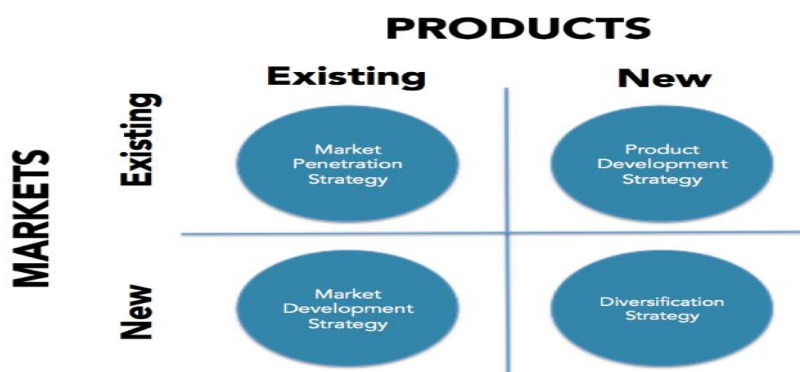 PRODUCTS
Existing
New
MARKETS
Existing
Market
Penetration
Strategy
Product
Development
Strategy
New
Market
Development
Strategy
Diversification
Strategy